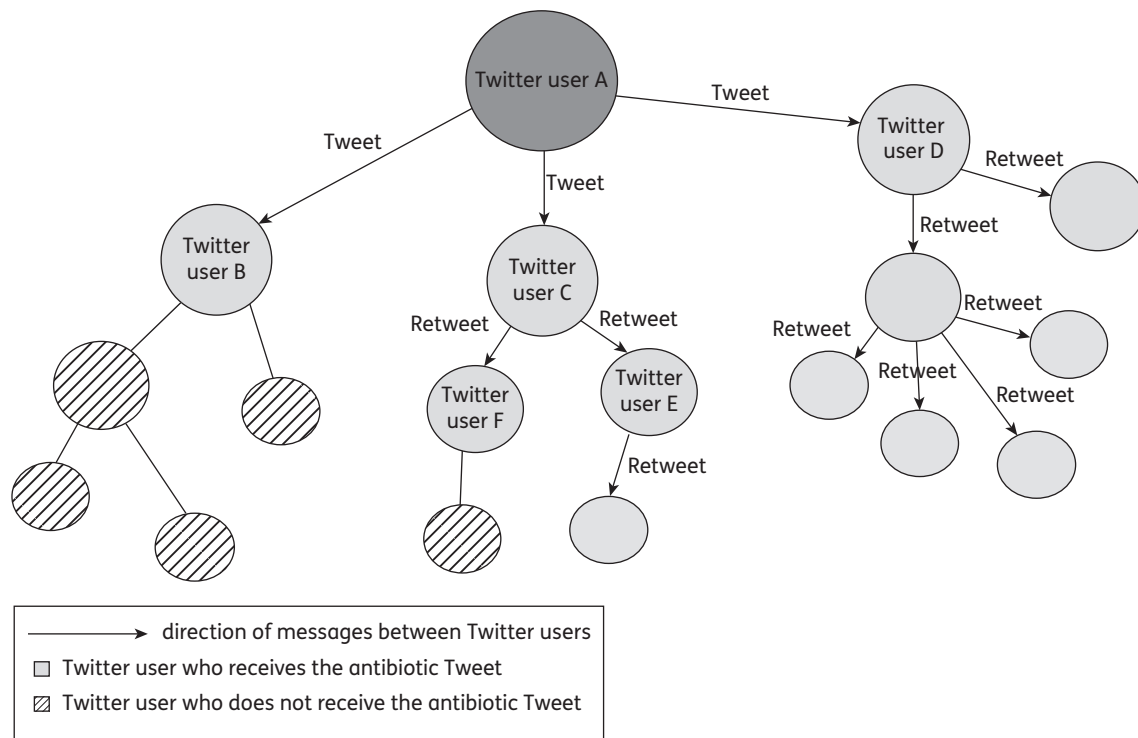 Twitter user A
Tweet
Tweet
Tweet
Twitter
user D
Retweet
Retweet
Twitter
user B
Twitter
user C
Retweet
Retweet
Retweet
Retweet
Retweet
Twitter
user F
Twitter
user E
Retweet
direction of messages between Twitter users
Twitter user who receives the antibiotic Tweet
Twitter user who does not receive the antibiotic Tweet